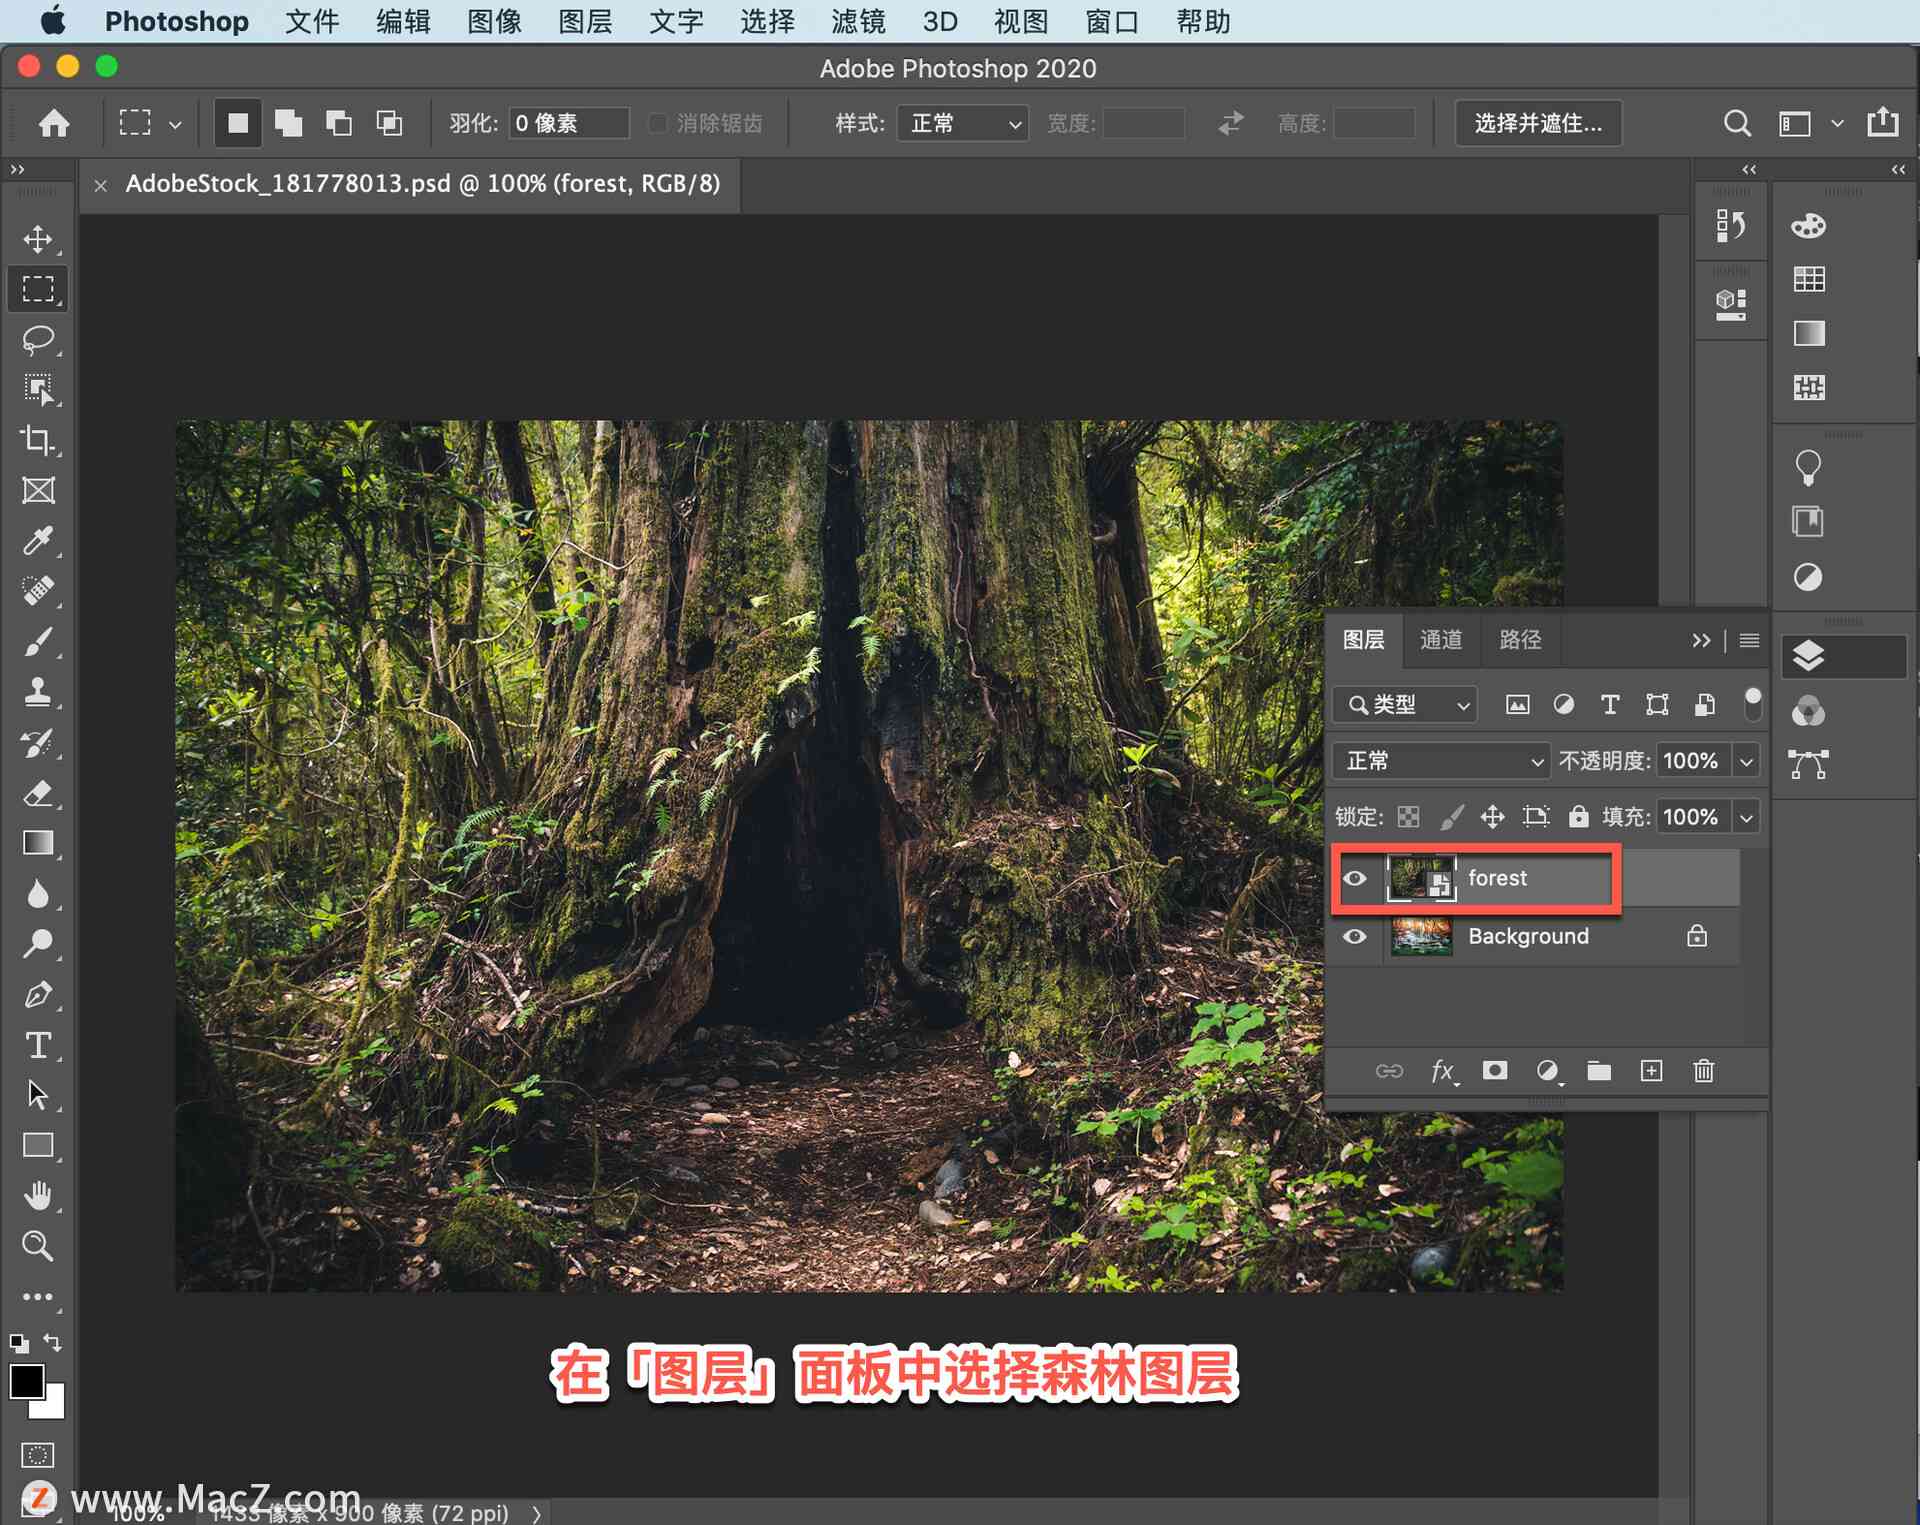 Photoshop 文件 编辑 图像 图层 文字 选择 滤镜 3D 视图 窗口 帮助
Adobe Photoshop 2020
羽化: 0 像素 消除锯齿 样式: 正常 宽度: 高度: 选择并遮住...
AdobeStock_181778013.psd @ 100% (forest, RGB/8)
图层 通道 路径
类型
正常 不透明度: 100%
锁定: 填充: 100%
forest
Background
fx
在「图层」面板中选择森林图层
www.MacZ.com
100% 1433 像素 x 900 像素 (72 ppi)